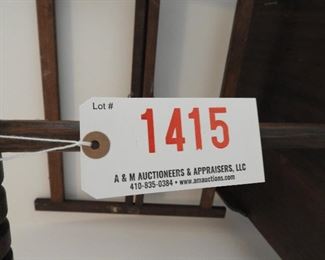 Lot #
1415
A & M AUCTIONEERS & APPRAISERS, LLC
410-835-0384 • www.amauctions.com